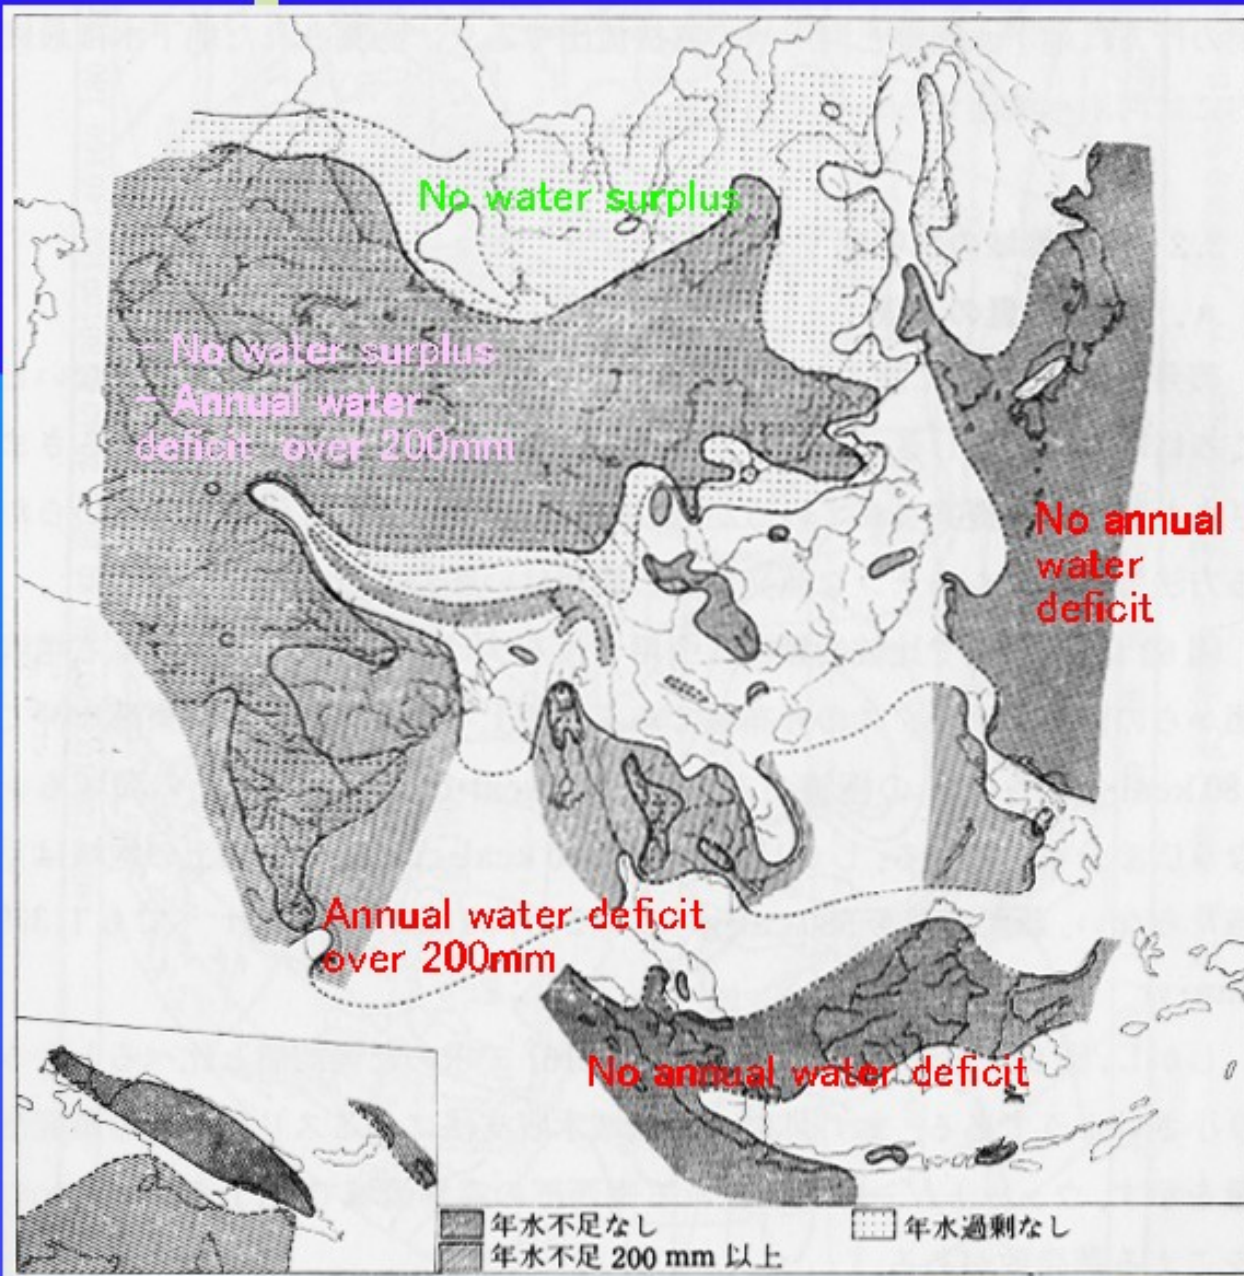 No water surplus
- No water surplus
- Annual water
deficit over 200mm
No annual
water
deficit
Annual water deficit
over 200mm
No annual water deficit
年水不足なし
年水過剰なし
年水不足 200 mm 以上